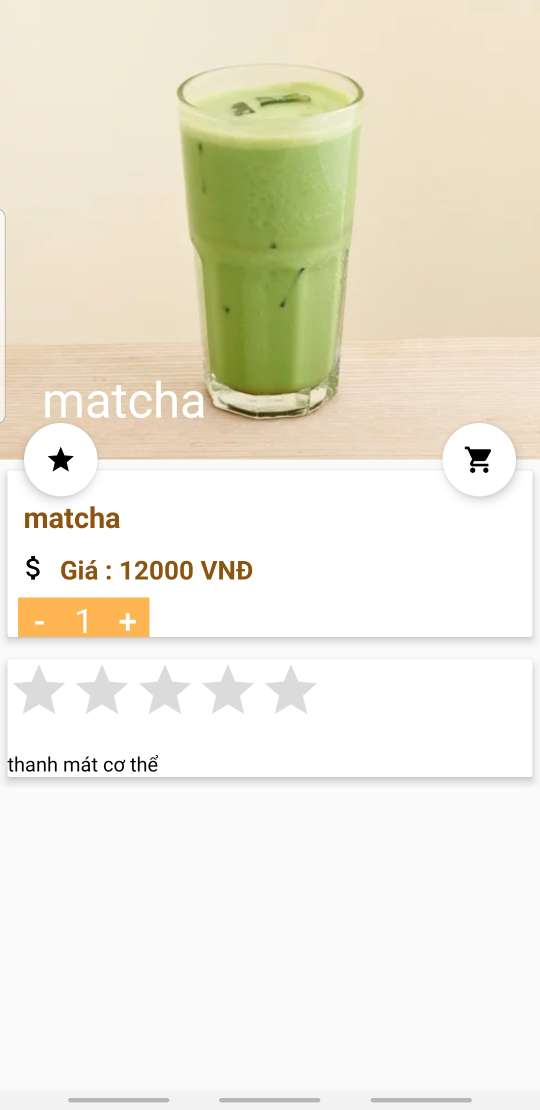 matcha
matcha
$ Giá : 12000 VNĐ
- 1 +
thanh mát cơ thể